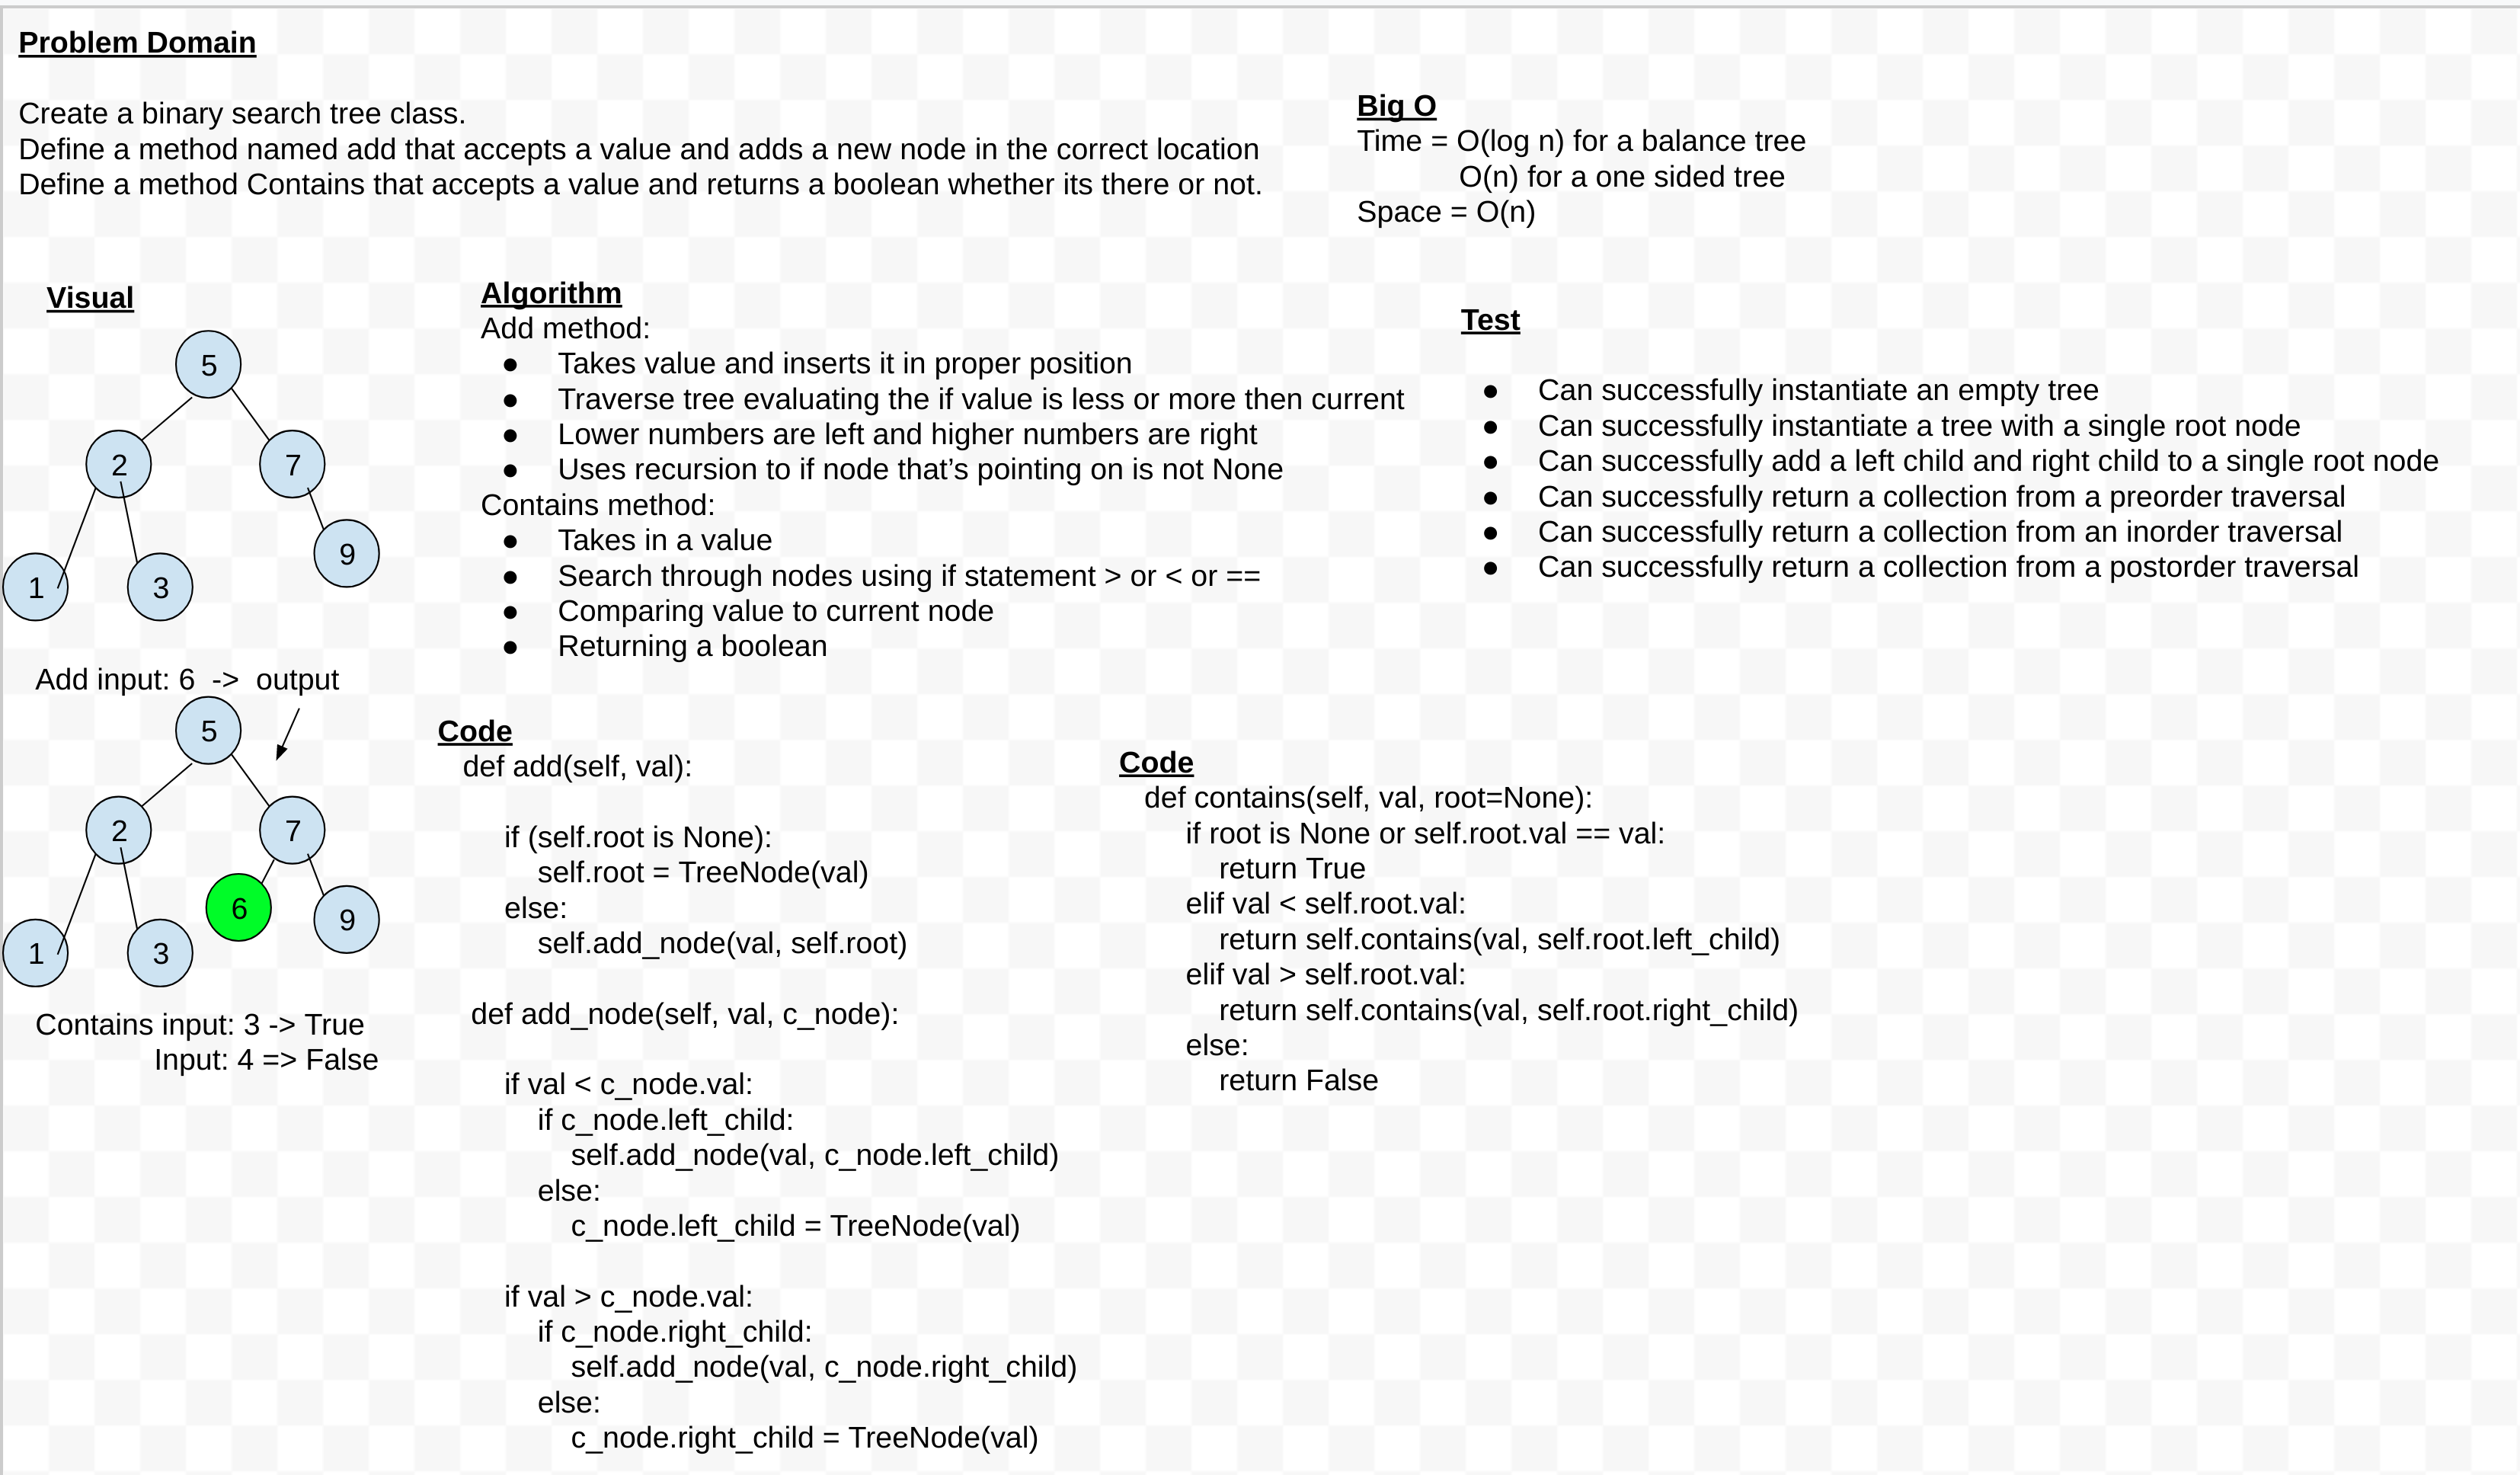 Problem Domain
Create a binary search tree class.
Define a method named add that accepts a value and adds a new node in the correct location
Define a method Contains that accepts a value and returns a boolean whether its there or not.
Big O
Time = O(log n) for a balance tree
O(n) for a one sided tree
Space = O(n)
Visual
5
2
7
9
1
3
Add input: 6 -> output
5
2
7
6
9
1
3
Contains input: 3 -> True
Input: 4 => False
Algorithm
Add method:
● Takes value and inserts it in proper position
● Traverse tree evaluating the if value is less or more then current
● Lower numbers are left and higher numbers are right
● Uses recursion to if node that’s pointing on is not None
Contains method:
● Takes in a value
● Search through nodes using if statement > or < or ==
● Comparing value to current node
● Returning a boolean
Test
● Can successfully instantiate an empty tree
● Can successfully instantiate a tree with a single root node
● Can successfully add a left child and right child to a single root node
● Can successfully return a collection from a preorder traversal
● Can successfully return a collection from an inorder traversal
● Can successfully return a collection from a postorder traversal
Code
def add(self, val):
if (self.root is None):
self.root = TreeNode(val)
else:
self.add_node(val, self.root)
def add_node(self, val, c_node):
if val < c_node.val:
if c_node.left_child:
self.add_node(val, c_node.left_child)
else:
c_node.left_child = TreeNode(val)
if val > c_node.val:
if c_node.right_child:
self.add_node(val, c_node.right_child)
else:
c_node.right_child = TreeNode(val)
Code
def contains(self, val, root=None):
if root is None or self.root.val == val:
return True
elif val < self.root.val:
return self.contains(val, self.root.left_child)
elif val > self.root.val:
return self.contains(val, self.root.right_child)
else:
return False